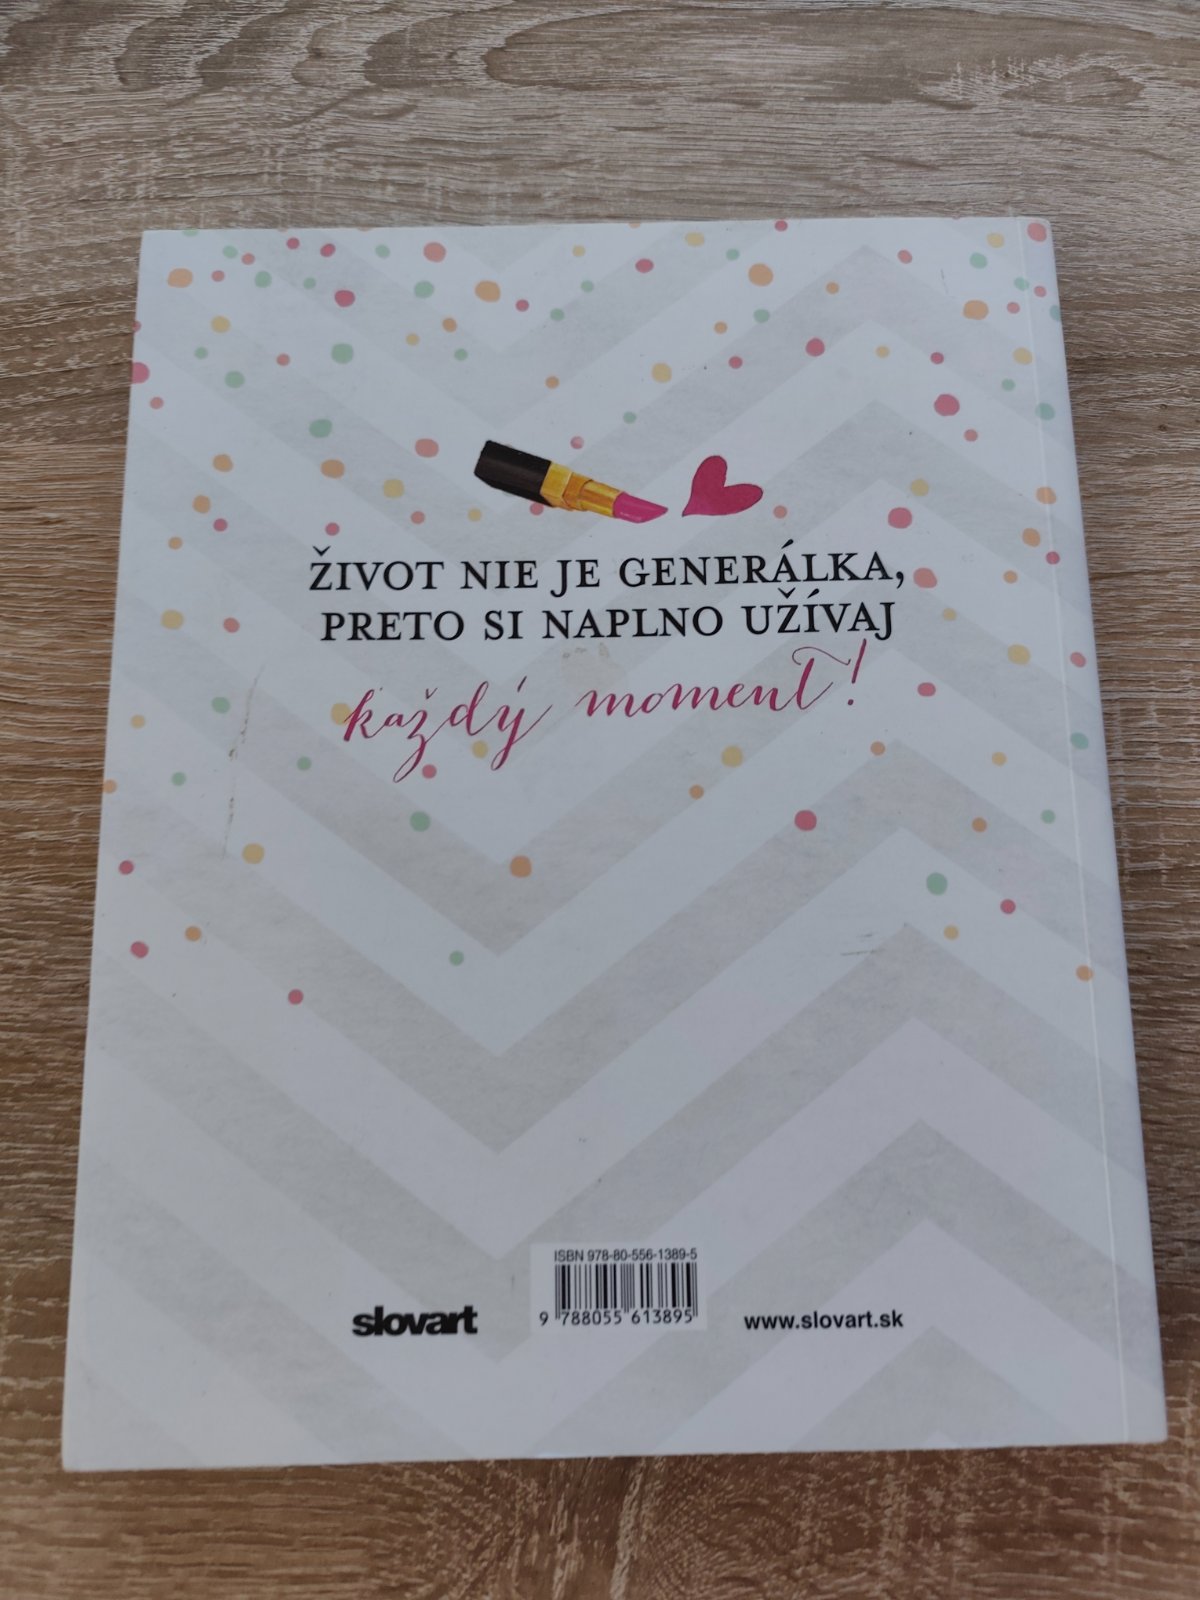 ŽIVOT NIE JE GENERÁLKA,
PRETO SI NAPLNO UŽÍVAJ
každý moment!
ISBN 978-80-556-1389-5
9 788055 613895
slovart
www.slovart.sk